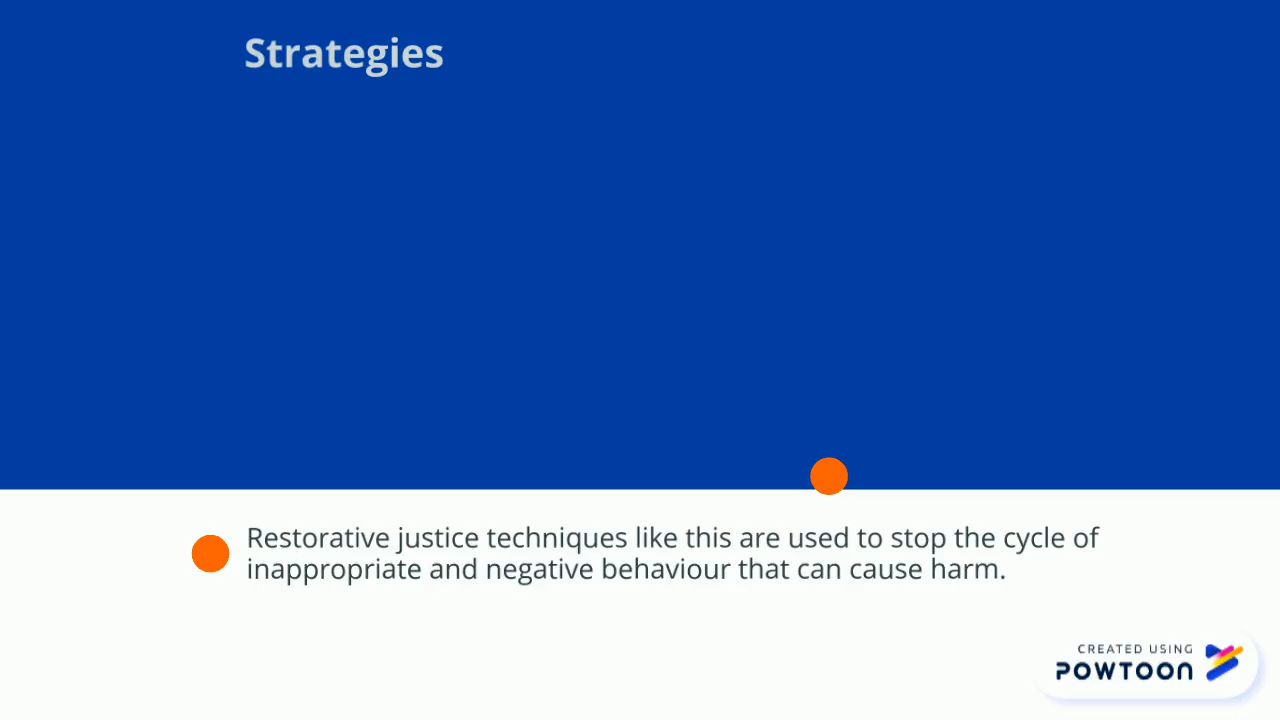 Strategies
Restorative justice techniques like this are used to stop the cycle of
inappropriate and negative behaviour that can cause harm.
CREATED USING
POWTOON